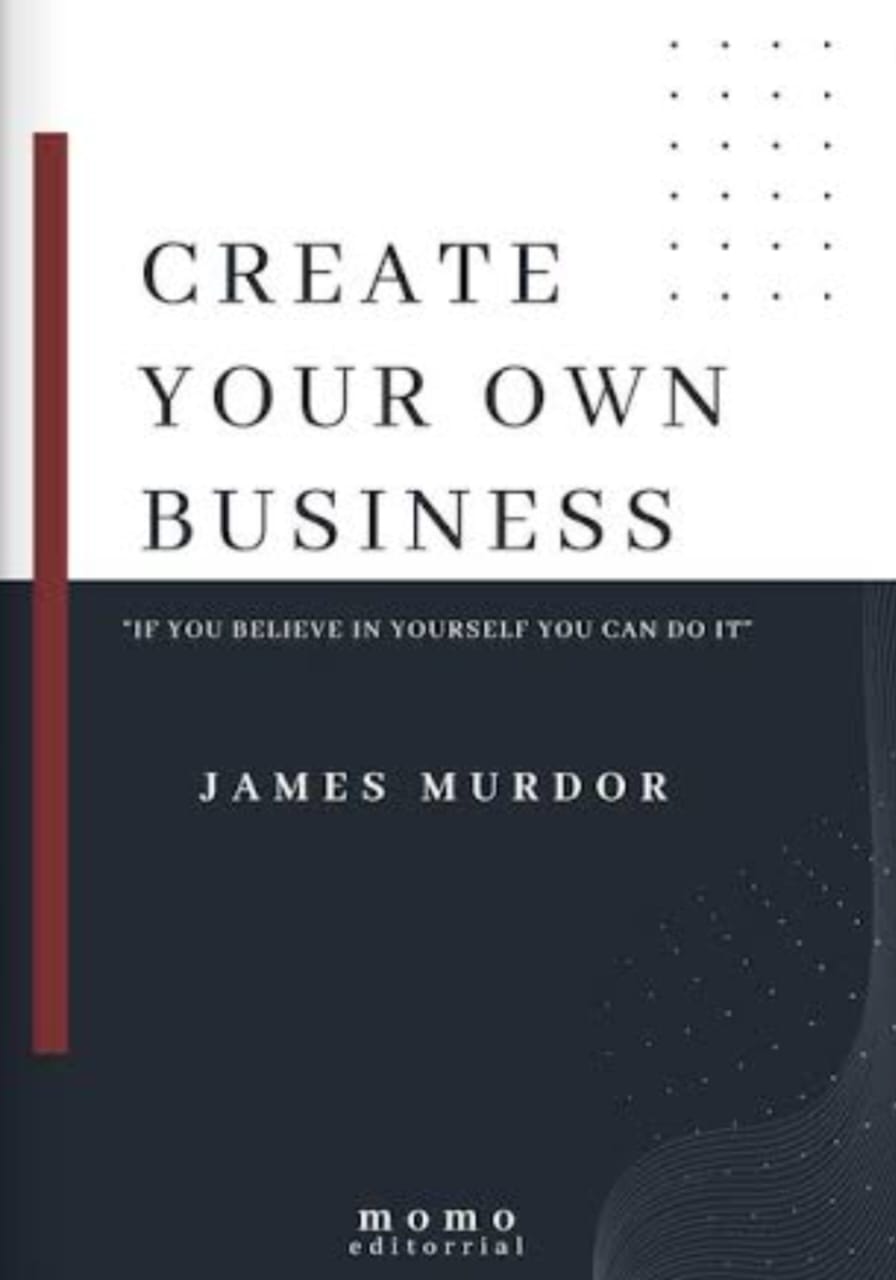 CREATE
YOUR OWN
BUSINESS
"IF YOU BELIEVE IN YOURSELF YOU CAN DO IT"
JAMES MURDOR
momo
editorrial